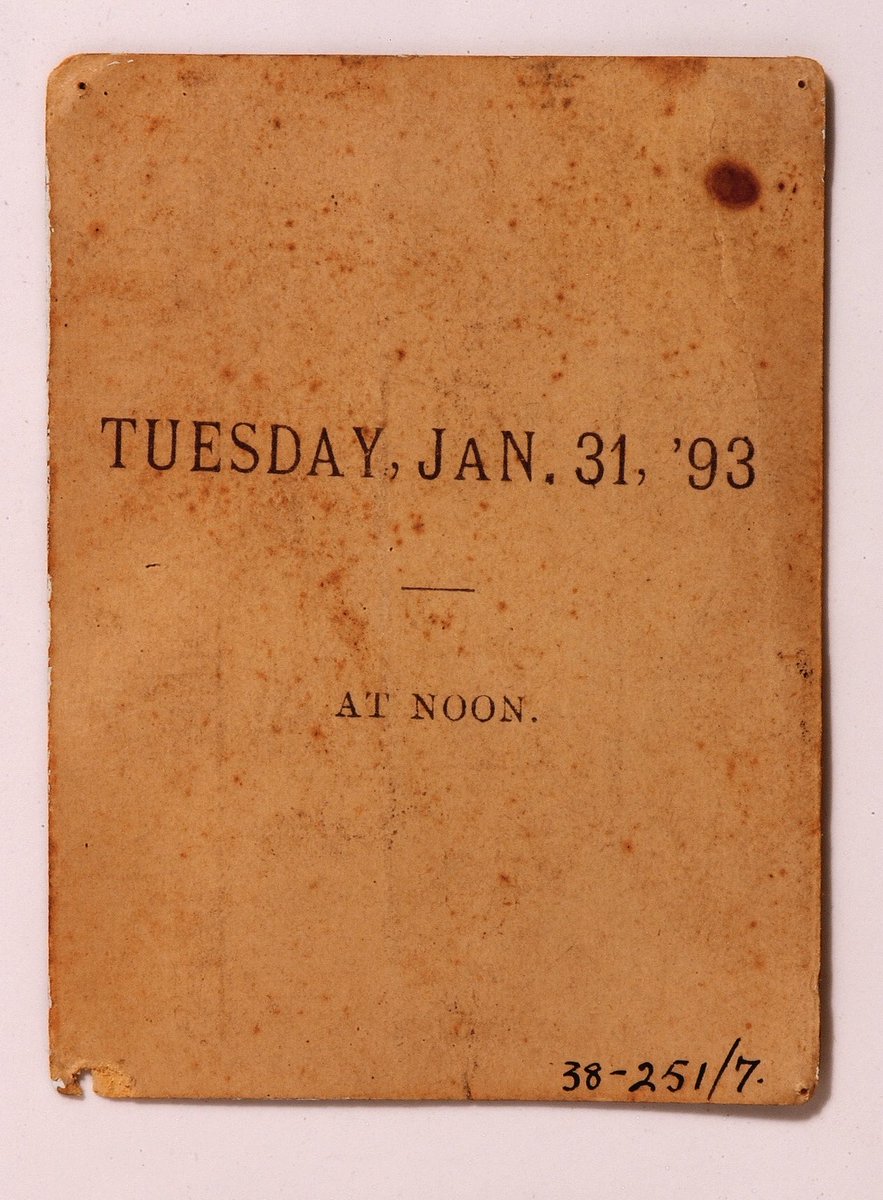 TUESDAY, JAN. 31, ’93
AT NOON.
38-251/7.